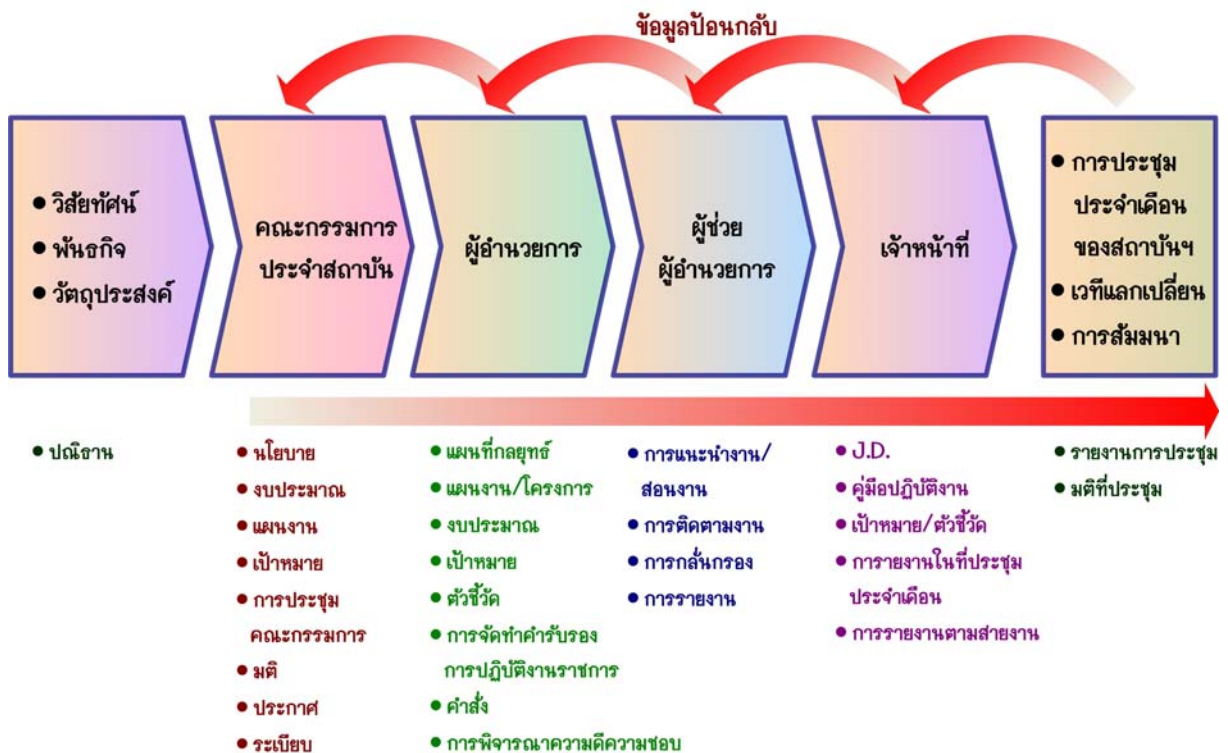 ข้อมูลป้อนกลับ
● วิสัยทัศน์
● พันธกิจ
● วัตถุประสงค์
คณะกรรมการ
ประจำสถาบัน
ผู้อำนวยการ
ผู้ช่วย
ผู้อำนวยการ
เจ้าหน้าที่
● การประชุม
ประจำเดือน
ของสถาบันฯ
● เวทีแลกเปลี่ยน
● การสัมมนา
● ปณิธาน
● นโยบาย
● งบประมาณ
● แผนงาน
● เป้าหมาย
● การประชุม
คณะกรรมการ
● มติ
● ประกาศ
● ระเบียบ
● แผนที่กลยุทธ์
● แผนงาน/โครงการ
● งบประมาณ
● เป้าหมาย
● ตัวชี้วัด
● การจัดทำคำรับรอง
การปฏิบัติงานราชการ
● คำสั่ง
● การพิจารณาความดีความชอบ
● การแนะนำงาน/
สอนงาน
● การติดตามงาน
● การกลั่นกรอง
● การรายงาน
● J.D.
● คู่มือปฏิบัติงาน
● เป้าหมาย/ตัวชี้วัด
● การายงานในที่ประชุม
ประจำเดือน
● การรายงานตามสายงาน
● รายงานการประชุม
● มติที่ประชุม